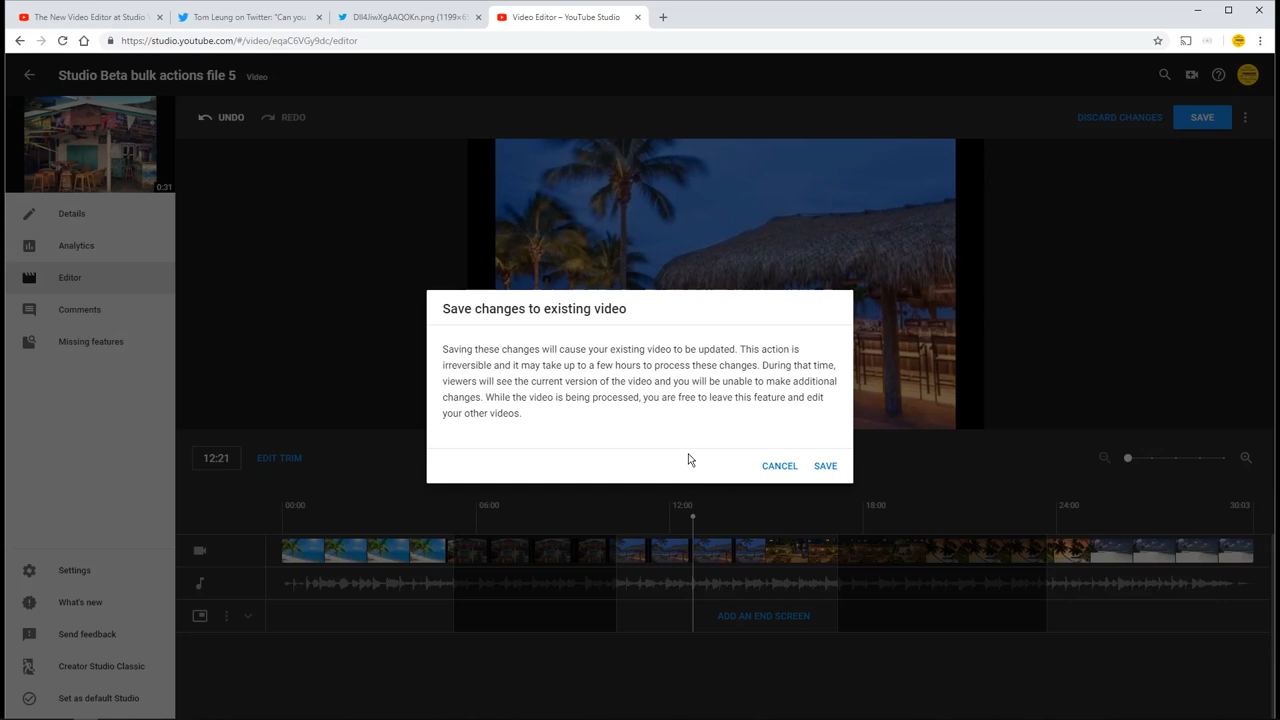 The New Video Editor at Studio
Tom Leung on Twitter: "Can you
Video Editor – YouTube Studio
https://studio.youtube.com/#/video/eqaC6VGy9dc/editor
Studio Beta bulk actions file 5 Video
UNDO REDO
DISCARD CHANGES SAVE
0:31
Details
Analytics
Editor
Comments
Missing features
Save changes to existing video
Saving these changes will cause your existing video to be updated. This action is
irreversible and it may take up to a few hours to process these changes. During that time,
viewers will see the current version of the video and you will be unable to make additional
changes. While the video is being processed, you are free to leave this feature and edit
your other videos.
CANCEL SAVE
12:21 EDIT TRIM
00:00 06:00 12:00 18:00 24:00 30:03
ADD AN END SCREEN
Settings
What's new
Send feedback
Creator Studio Classic
Set as default Studio